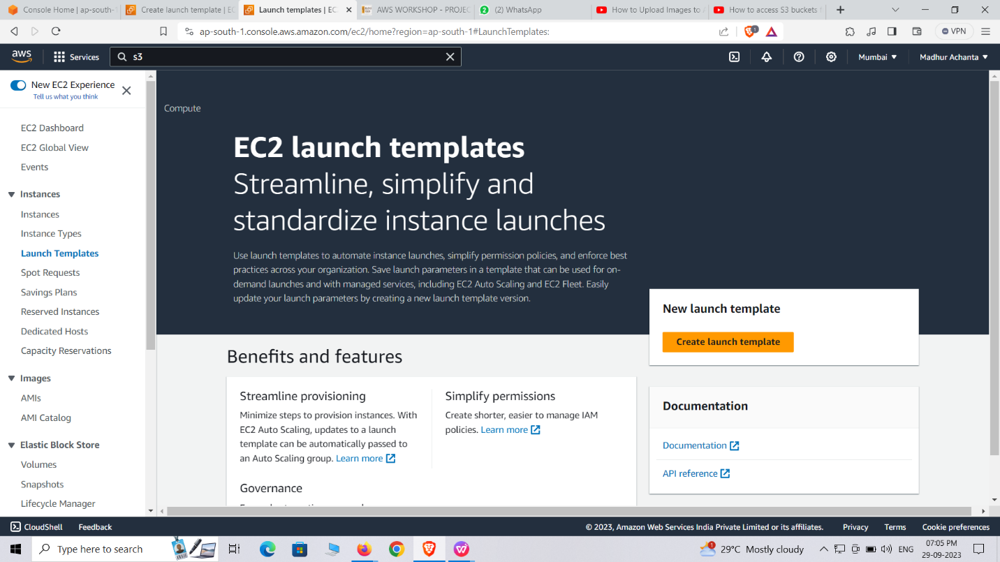 Console Home | ap-south-
Create launch template | EC
Launch templates | EC
AWS WORKSHOP - PROJEC
(2) WhatsApp
How to Upload Images to A
How to access S3 buckets f
ap-south-1.console.aws.amazon.com/ec2/home?region=ap-south-1#LaunchTemplates:
1
VPN
aws
Services
s3
Mumbai
Madhur Achanta
New EC2 Experience
Tell us what you think
EC2 Dashboard
EC2 Global View
Events
Instances
Instances
Instance Types
Launch Templates
Spot Requests
Savings Plans
Reserved Instances
Dedicated Hosts
Capacity Reservations
Images
AMIs
AMI Catalog
Elastic Block Store
Volumes
Snapshots
Lifecycle Manager
Compute
EC2 launch templates
Streamline, simplify and
standardize instance launches
Use launch templates to automate instance launches, simplify permission policies, and enforce best
practices across your organization. Save launch parameters in a template that can be used for on-
demand launches and with managed services, including EC2 Auto Scaling and EC2 Fleet. Easily
update your launch parameters by creating a new launch template version.
New launch template
Create launch template
Benefits and features
Streamline provisioning
Minimize steps to provision instances. With
EC2 Auto Scaling, updates to a launch
template can be automatically passed to
an Auto Scaling group. Learn more
Simplify permissions
Create shorter, easier to manage IAM
policies. Learn more
Governance
Documentation
Documentation
API reference
CloudShell
Feedback
© 2023, Amazon Web Services India Private Limited or its affiliates.
Privacy
Terms
Cookie preferences
Type here to search
1
29°C Mostly cloudy
ENG
07:05 PM
29-09-2023